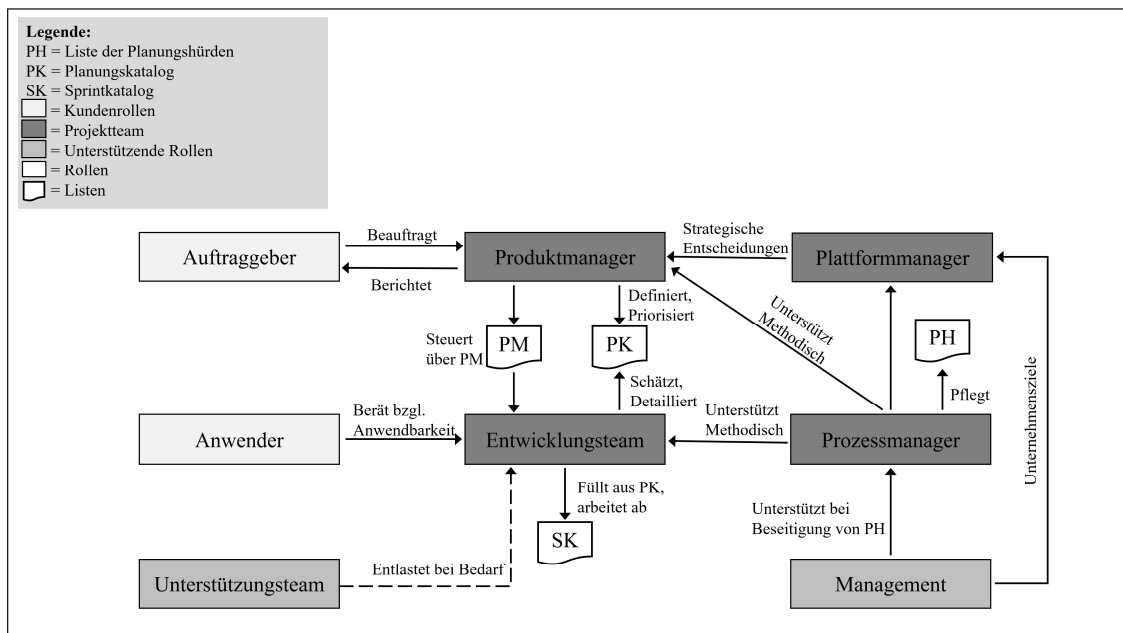 Legende:
PH = Liste der Planungshürden
PK = Planungskatalog
SK = Sprintkatalog
= Kundenrollen
= Projektteam
= Unterstützende Rollen
= Rollen
= Listen
Auftraggeber
Beauftragt
Berichtet
Produktmanager
Strategische
Entscheidungen
Plattformmanager
Steuert
über PM
PM
Definiert,
Priorisiert
PK
Unterstützt
Methodisch
PH
Pflegt
Unternehmensziele
Schätzt,
Detailliert
Anwender
Berät bzgl.
Anwendbarkeit
Entwicklungsteam
Unterstützt
Methodisch
Prozessmanager
Füllt aus PK,
arbeitet ab
SK
Unterstützt bei
Beseitigung von PH
Unterstützungsteam
Entlastet bei Bedarf
Management